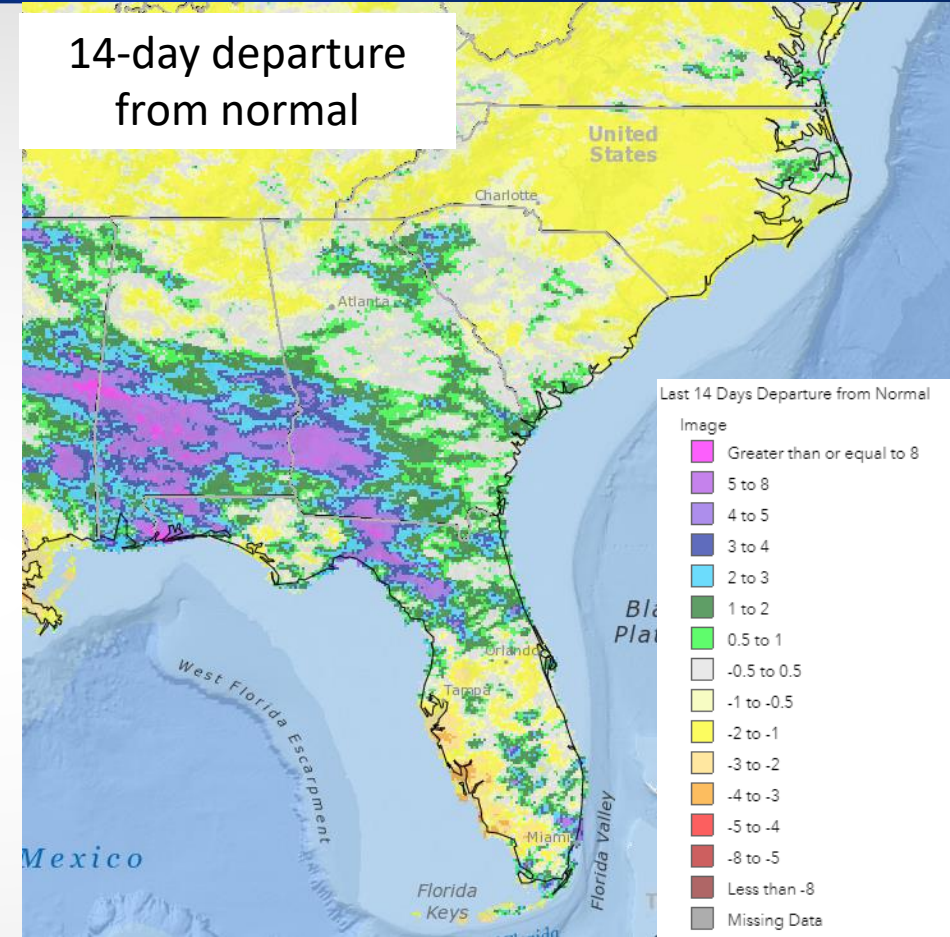 14-day departure
from normal
United
States
Charlotte
Atlanta
Last 14 Days Departure from Normal
Image
Greater than or equal to 8
5 to 8
4 to 5
3 to 4
2 to 3
1 to 2
0.5 to 1
-0.5 to 0.5
-1 to -0.5
-2 to -1
-3 to -2
-4 to -3
-5 to -4
-8 to -5
Less than -8
Missing Data
Bla
Plat
Orlando
West Florida Escarpment
Tampa
Florida Valley
Miami
Mexico
Florida
Keys